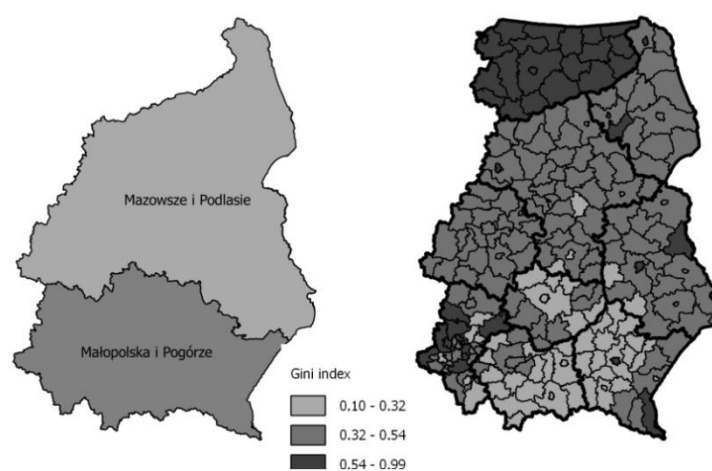 Mazowsze i Podlasie
Małopolska i Pogórze
Gini index
0.10 - 0.32
0.32 - 0.54
0.54 - 0.99